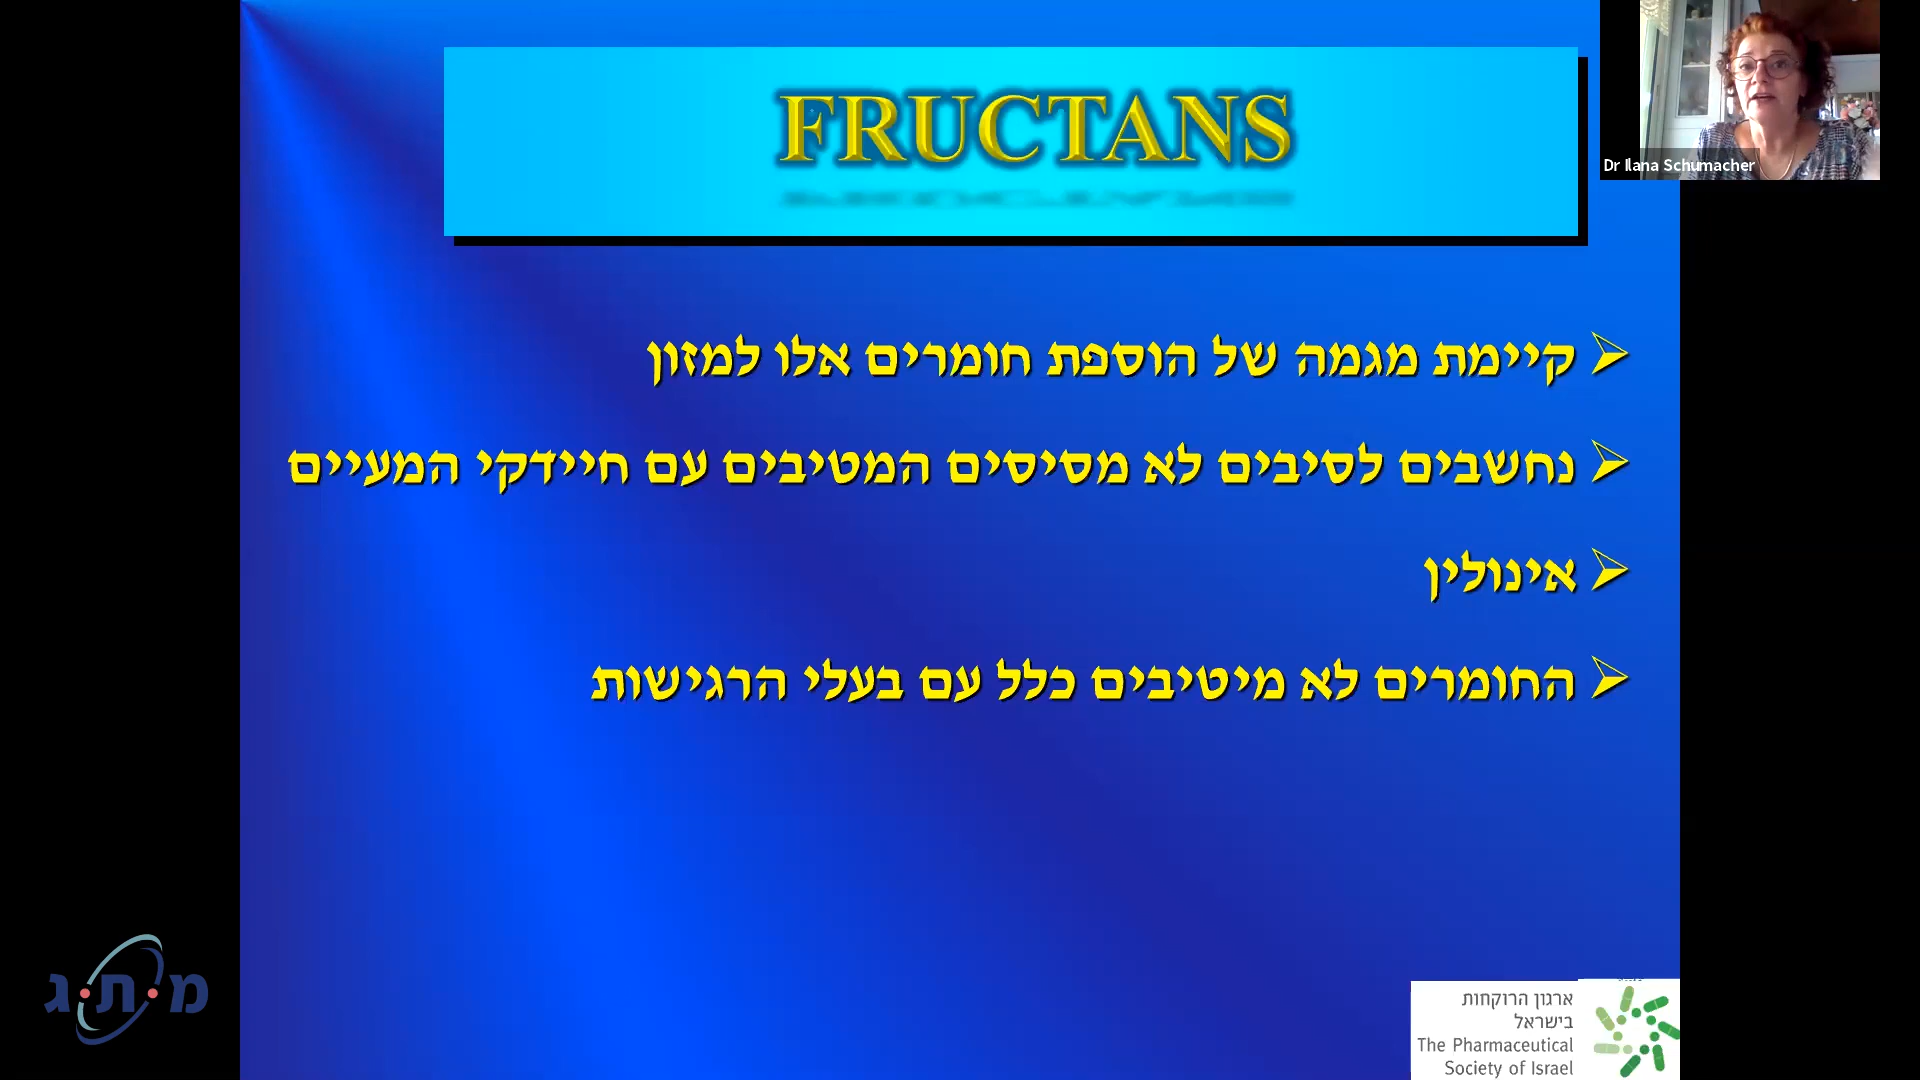 FRUCTANS
Dr Ilana Schumacher
קיימת מגמה של הוספת חומרים אלו למזון
נחשבים לסיבים לא מסיסים המטיבים עם חיידקי המעיים
אינולין
החומרים לא מיטיבים כלל עם בעלי הרגישות
מ.ת.ג
ארגון הרוקחות
בישראל
The Pharmaceutical
Society of Israel